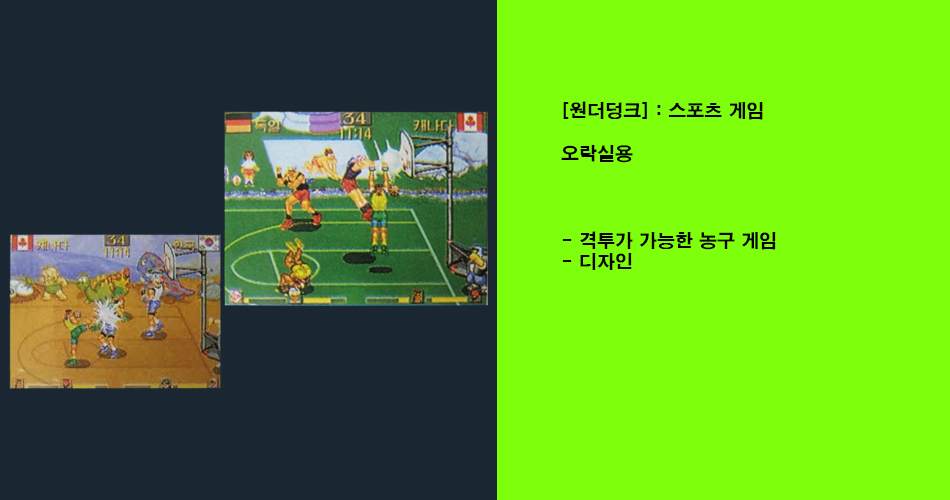 독일
34
11:14
캐나다
캐나다
34
11:14
한국
[원더덩크] : 스포츠 게임
오락실용
- 격투가 가능한 농구 게임
- 디자인